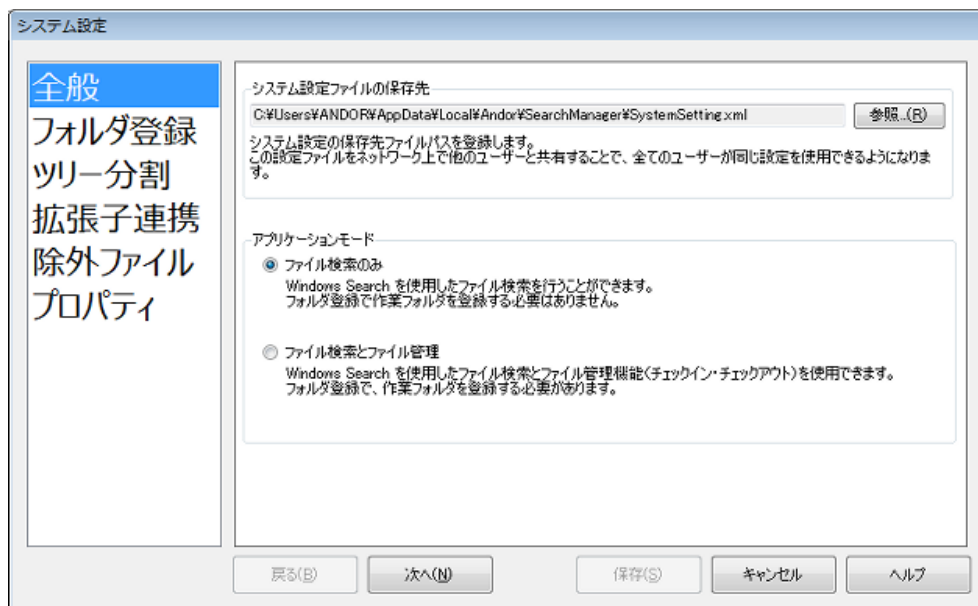 システム設定
全般
フォルダ登録
ツリー分割
拡張子連携
除外ファイル
プロパティ
システム設定ファイルの保存先
C:¥Users¥ANDOR¥AppData¥Local¥Andor¥SearchManager¥SystemSetting.xml
参照...(R)
システム設定の保存先ファイルパスを登録します。
この設定ファイルをネットワーク上で他のユーザーと共有することで、全てのユーザーが同じ設定を使用できるようになりま
す。
アプリケーションモード
ファイル検索のみ
Windows Search を使用したファイル検索を行うことができます。
フォルダ登録で作業フォルダを登録する必要はありません。
ファイル検索とファイル管理
Windows Search を使用したファイル検索とファイル管理機能(チェックイン・チェックアウト)を使用できます。
フォルダ登録で、作業フォルダを登録する必要があります。
戻る(B)
次へ(N)
保存(S)
キャンセル
ヘルプ